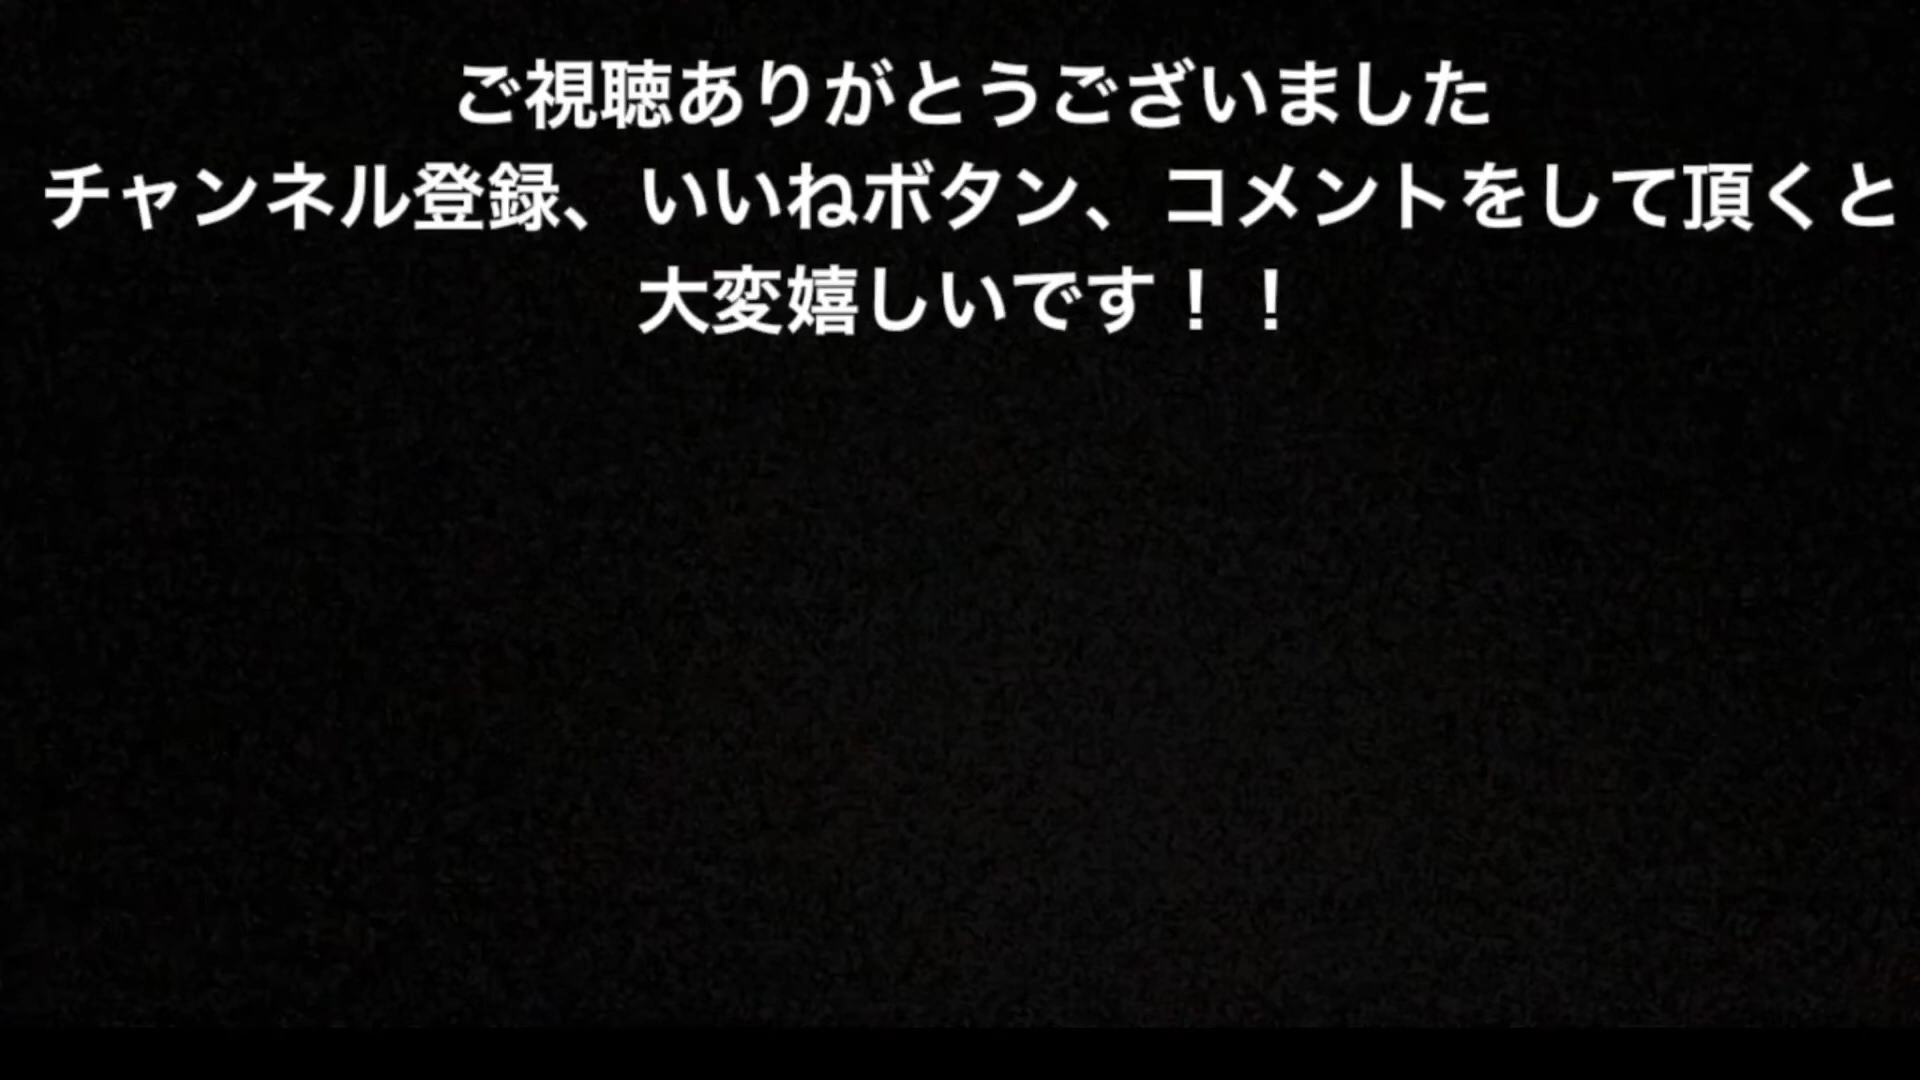 ご視聴ありがとうございました
チャンネル登録、いいねボタン、コメントをして頂くと
大変嬉しいです！！